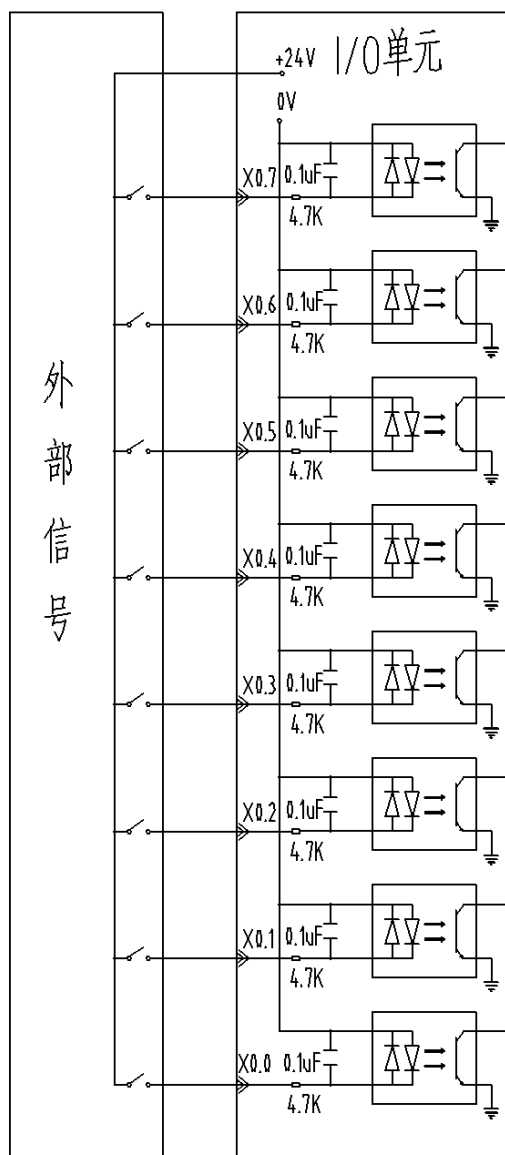 +24V
I/O单元
0V
X0.7
0.1uF
4.7K
X0.6
0.1uF
4.7K
X0.5
0.1uF
4.7K
X0.4
0.1uF
4.7K
X0.3
0.1uF
4.7K
X0.2
0.1uF
4.7K
X0.1
0.1uF
4.7K
X0.0
0.1uF
4.7K
外部信号